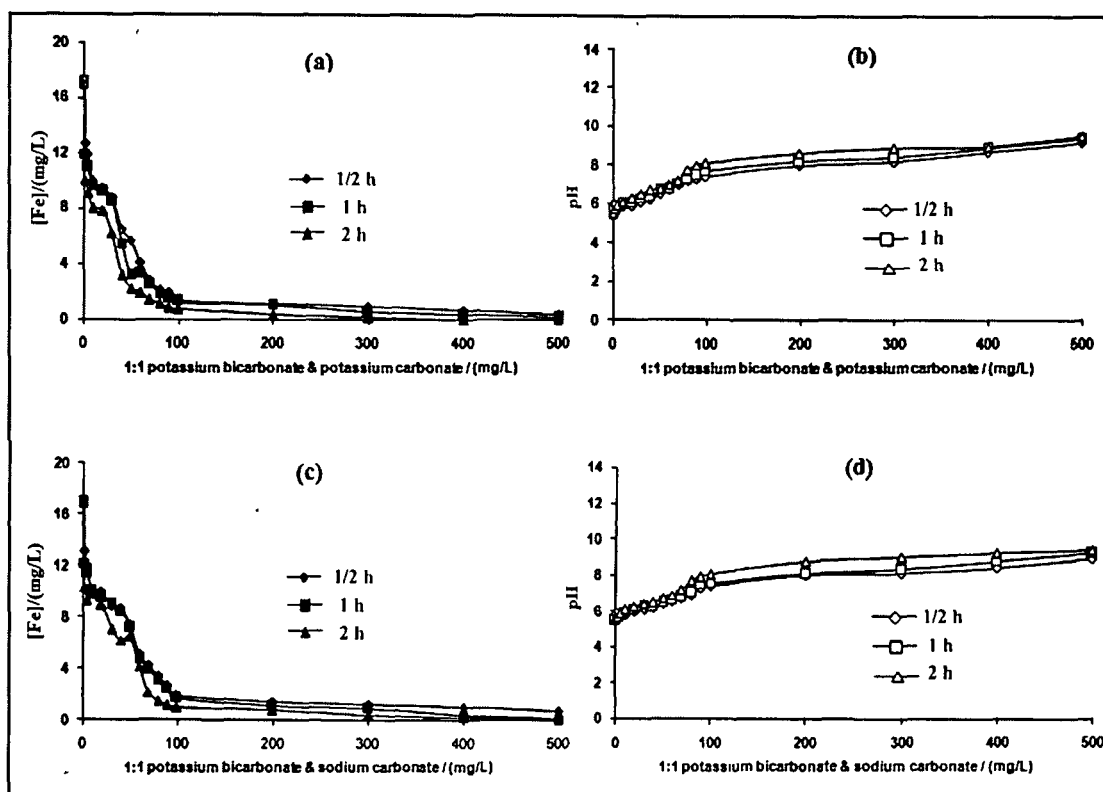 (a)
[Fe]/(mg/L)
20
16
12
8
4
0
1/2 h
1 h
2 h
0 100 200 300 400 500
1:1 potassium bicarbonate & potassium carbonate / (mg/L)
(b)
pH
14
12
10
8
6
4
2
0
1/2 h
1 h
2 h
0 100 200 300 400 500
1:1 potassium bicarbonate & potassium carbonate / (mg/L)
(c)
[Fe]/(mg/L)
20
16
12
8
4
0
1/2 h
1 h
2 h
0 100 200 300 400 500
1:1 potassium bicarbonate & sodium carbonate / (mg/L)
(d)
pH
14
12
10
8
6
4
2
0
1/2 h
1 h
2 h
0 100 200 300 400 500
1:1 potassium bicarbonate & sodium carbonate / (mg/L)